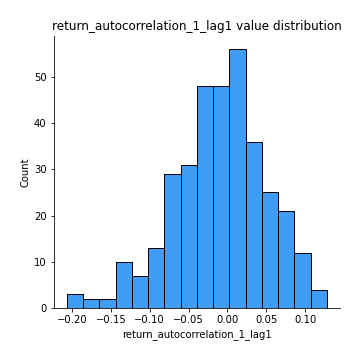 return_autocorrelation_1_lag1 value distribution
50
40
30
20
10
0
Count
−0.20 −0.15 −0.10 −0.05 0.00 0.05 0.10
return_autocorrelation_1_lag1